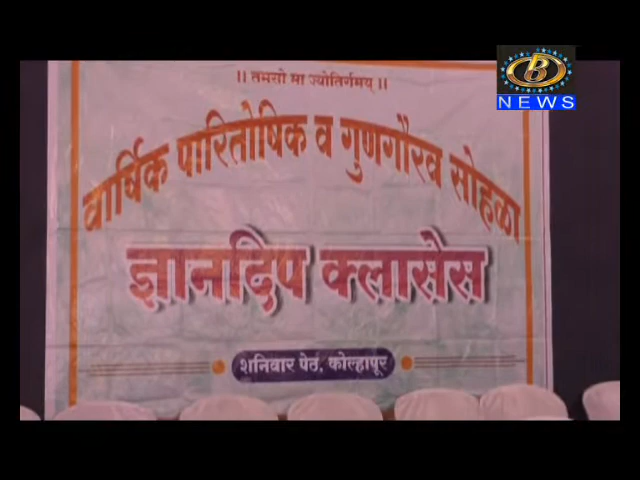 B
NEWS
॥ तमसो मा ज्योतिर्गमय् ॥
वार्षिक पारितोषिक व गुणगौरव सोहळा
ज्ञानदिप क्लासेस
शनिवार पेठ, कोल्हापूर